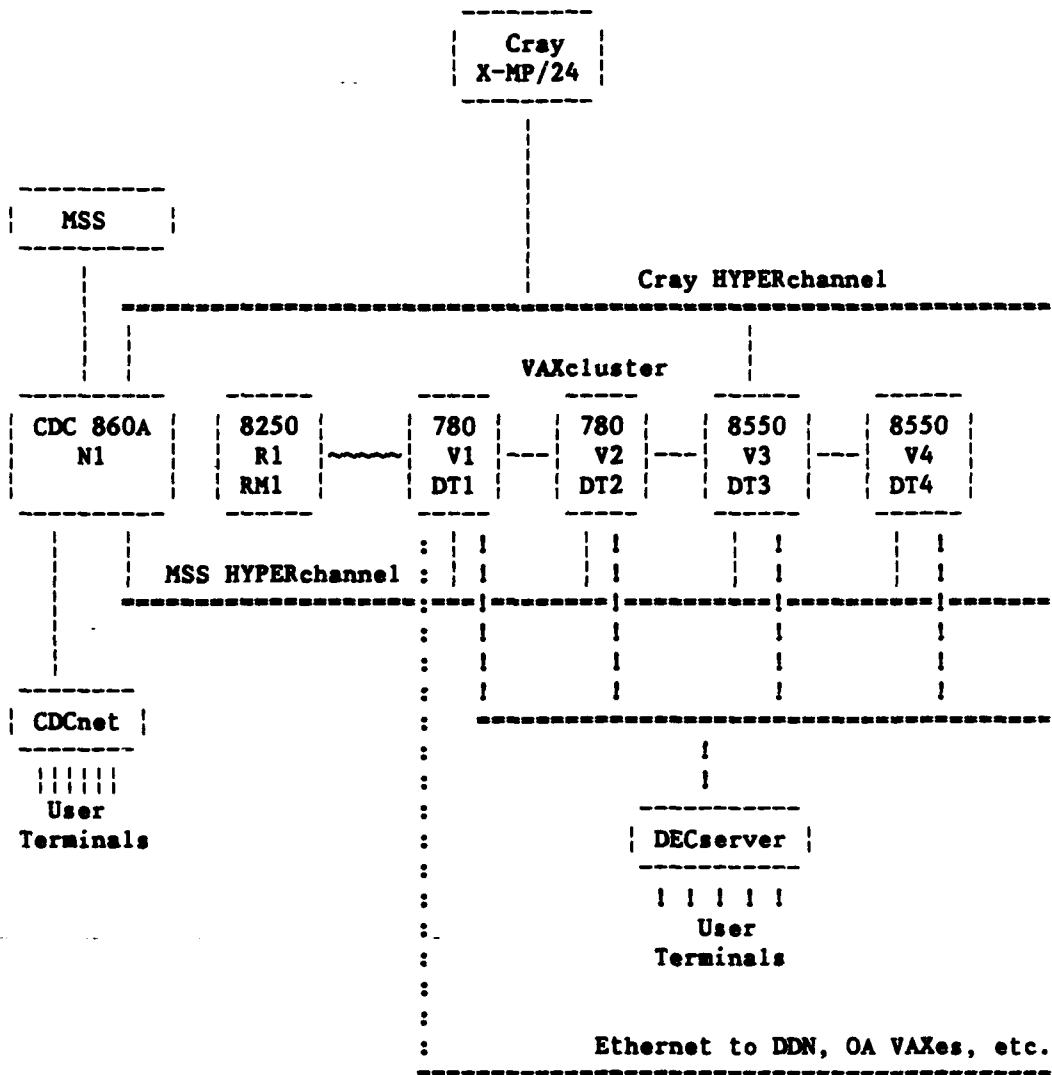 Cray
X-MP/24
MSS
Cray HYPERchannel
VAXcluster
CDC 860A 8250 780 780 8550 8550
N1 R1 V1 V2 V3 V4
RM1 DT1 DT2 DT3 DT4
MSS HYPERchannel
CDCnet
User
Terminals
DECserver
User
Terminals
Ethernet to DDN, OA VAXes, etc.